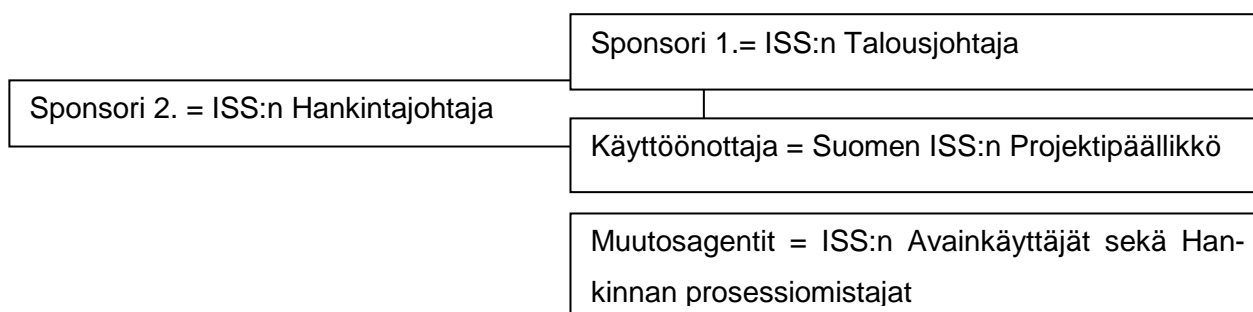 Sponsori 1.= ISS:n Talousjohtaja
Sponsori 2. = ISS:n Hankintajohtaja
Käyttöönottaja = Suomen ISS:n Projektipäällikkö
Muutosagentit = ISS:n Avainkäyttäjät sekä Han-
kinnan prosessiomistajat